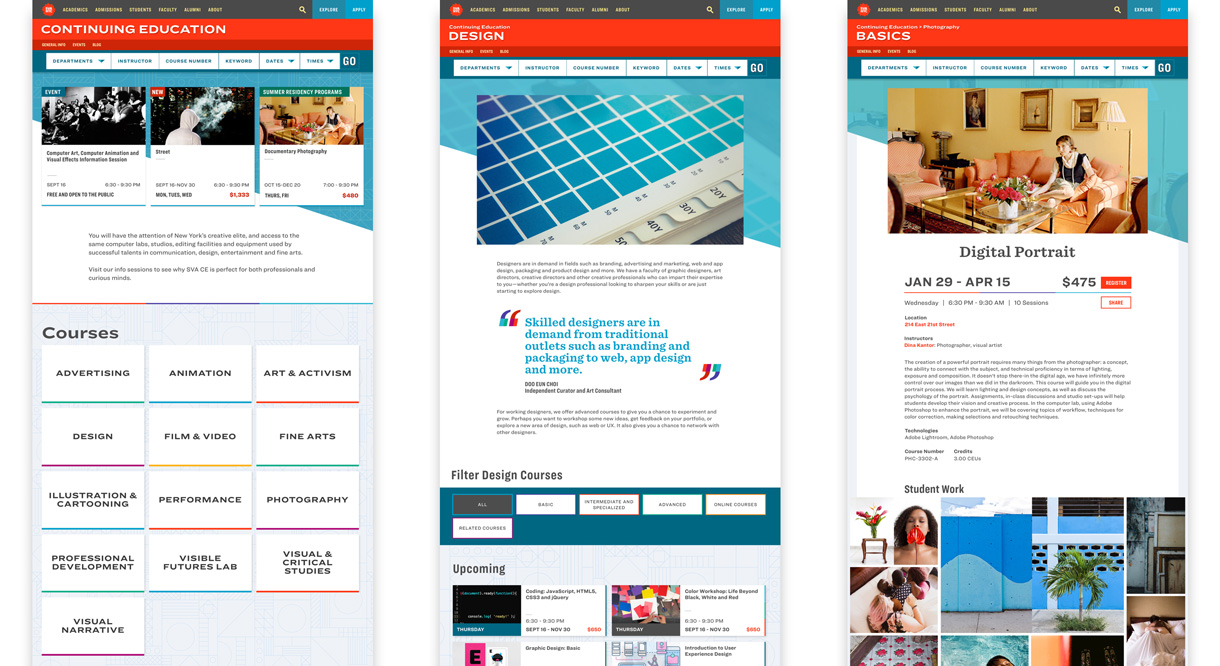 ACADEMICS ADMISSIONS STUDENTS FACULTY ALUMNI ABOUT EXPLORE APPLY
CONTINUING EDUCATION
GENERAL INFO EVENTS BLOG
DEPARTMENTS INSTRUCTOR COURSE NUMBER KEYWORD DATES TIMES GO
EVENT
Computer Art, Computer Animation and
Visual Effects Information Session
SEPT 16 6:30 - 9:30 PM
FREE AND OPEN TO THE PUBLIC
NEW
Street
SEPT 16-NOV 30 6:30 - 9:30 PM
MON, TUES, WED $1,333
SUMMER RESIDENCY PROGRAMS
Documentary Photography
OCT 15-DEC 20 7:00 - 9:30 PM
THURS, FRI $480
You will have the attention of New York's creative elite; and access to the
same computer labs, studios, editing facilities and equipment used by
successful talents in communication, design, entertainment and fine arts.
Visit our info sessions to see why SVA CE is perfect for both professionals and
curious minds.
Courses
ADVERTISING
ANIMATION
ART & ACTIVISM
DESIGN
FILM & VIDEO
FINE ARTS
ILLUSTRATION &
CARTOONING
PERFORMANCE
PHOTOGRAPHY
PROFESSIONAL
DEVELOPMENT
VISIBLE
FUTURES LAB
VISUAL &
CRITICAL
STUDIES
VISUAL
NARRATIVE
ACADEMICS ADMISSIONS STUDENTS FACULTY ALUMNI ABOUT EXPLORE APPLY
Continuing Education
DESIGN
GENERAL INFO EVENTS BLOG
DEPARTMENTS INSTRUCTOR COURSE NUMBER KEYWORD DATES TIMES GO
50 M
40Y
30 M
30Y
20 M
20Y
Designers are in demand in fields such as branding, advertising and marketing, web and app
design, packaging and product design and more. We have a faculty of graphic designers, art
directors, creative directors and other creative professionals who can impart their expertise
to you—whether you're a design professional looking to sharpen your skills or are just
starting to explore design.
Skilled designers are in
demand from traditional
outlets such as branding and
packaging to web, app design
and more.
DOO EUN CHOI
Independent Curator and Art Consultant
For working designers, we offer advanced courses to give you a chance to experiment and
grow. Perhaps you want to workshop some new ideas, get feedback on your portfolio, or
explore a new area of design, such as web or UX. It also gives you a chance to network with
other designers.
Filter Design Courses
ALL
BASIC
INTERMEDIATE AND
SPECIALIZED
ADVANCED
ONLINE COURSES
RELATED COURSES
Upcoming
THURSDAY
Coding: JavaScript, HTML5,
CSS3 and jQuery
6:30 - 9:30 PM
SEPT 16 - NOV 30 $650
Color Workshop: Life Beyond
Black, White and Red
6:30 - 9:30 PM
SEPT 16 - NOV 30 $650
Graphic Design: Basic
Introduction to User
Experience Design
ACADEMICS ADMISSIONS STUDENTS FACULTY ALUMNI ABOUT EXPLORE APPLY
Continuing Education > Photography
BASICS
GENERAL INFO EVENTS BLOG
DEPARTMENTS INSTRUCTOR COURSE NUMBER KEYWORD DATES TIMES GO
Digital Portrait
JAN 29 - APR 15 $475 REGISTER
Wednesday | 6:30 PM - 9:30 AM | 10 Sessions SHARE
Location
214 East 21st Street
Instructors
Dina Kantor: Photographer, visual artist
The creation of a powerful portrait requires many things from the photographer: a concept,
the ability to connect with the subject, and technical proficiency in terms of lighting,
exposure and composition. It doesn't stop there-in the digital age, we have infinitely more
control over our images than we did in the darkroom. This course will guide you in the digital
portrait process. We will learn lighting and design concepts, as well as discuss the
psychology of the portrait. Assignments, in-class discussions and studio set-ups will help
students develop their vision and creative process. In the computer lab, using Adobe
Photoshop to enhance the portrait, we will be covering topics of workflow, techniques for
color correction, making selections and retouching techniques.
Technologies
Adobe Lightroom, Adobe Photoshop
Course Number Credits
PHC-3302-A 3.00 CEUs
Student Work